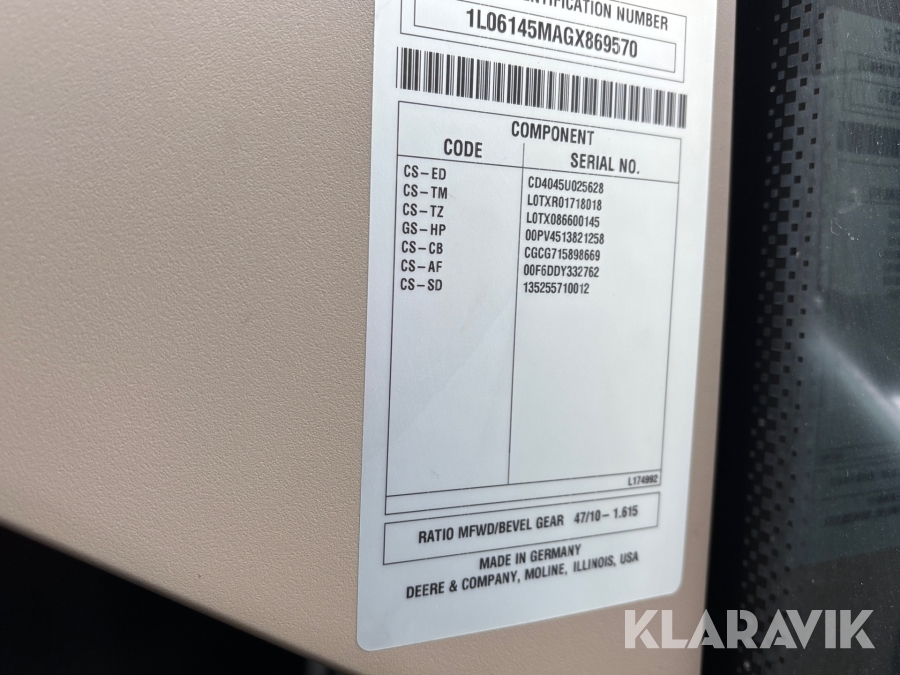 IDENTIFICATION NUMBER
1L06145MAGX869570
COMPONENT
CODE SERIAL NO.
CS-ED CD4045U025628
CS-TM L0TXR01718018
CS-TZ L0TX086600145
GS-HP 00PV4513821258
CS-CB CGCG715898669
CS-AF 00F6DDY332762
CS-SD 135255710012
L174992
RATIO MFWD/BEVEL GEAR 47/10-1.615
MADE IN GERMANY
DEERE & COMPANY, MOLINE, ILLINOIS, USA
KLARAVIK